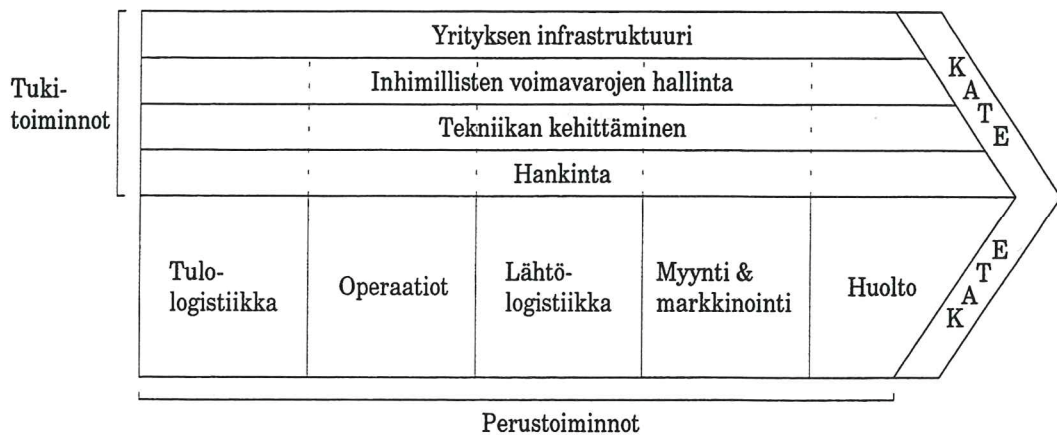 Yrityksen infrastruktuuri
Tuki-
toiminnot
Inhimillisten voimavarojen hallinta
Tekniikan kehittäminen
Hankinta
KATE
Tulo-
logistiikka
Operaatiot
Lähtö-
logistiikka
Myynti &
markkinointi
Huolto
KATE
Perustoiminnot